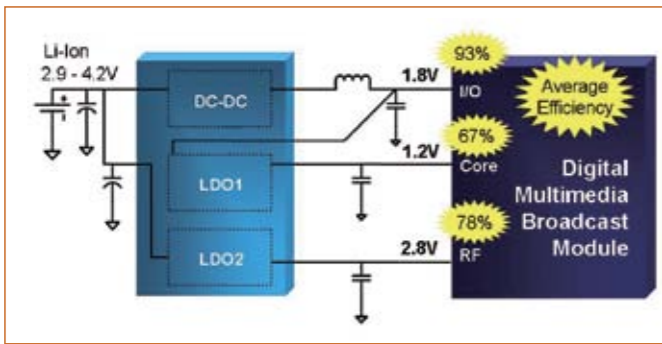 Li-Ion
2.9 - 4.2V
DC-DC
LDO1
LDO2
1.8V
1.2V
2.8V
93%
I/O
67%
Core
78%
RF
Average
Efficiency
Digital
Multimedia
Broadcast
Module